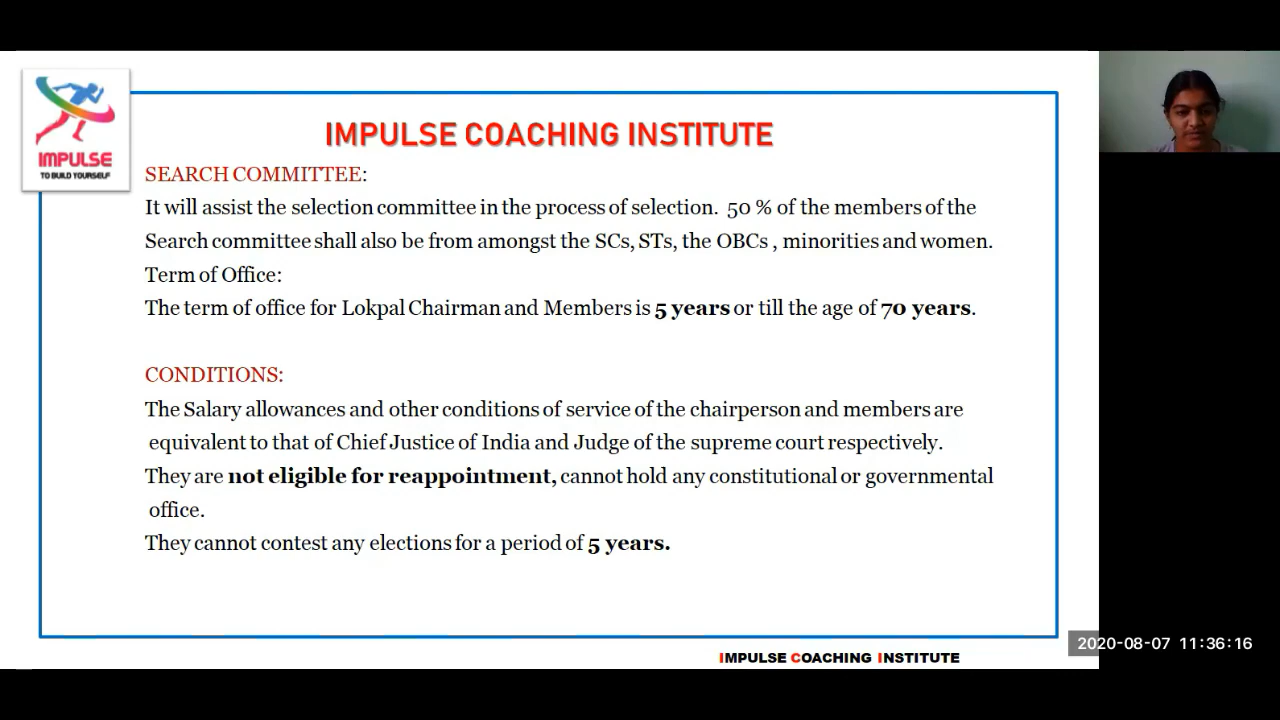 IMPULSE
TO BUILD YOURSELF
IMPULSE COACHING INSTITUTE
SEARCH COMMITTEE:
It will assist the selection committee in the process of selection. 50 % of the members of the
Search committee shall also be from amongst the SCs, STs, the OBCs , minorities and women.
Term of Office:
The term of office for Lokpal Chairman and Members is 5 years or till the age of 70 years.
CONDITIONS:
The Salary allowances and other conditions of service of the chairperson and members are
equivalent to that of Chief Justice of India and Judge of the supreme court respectively.
They are not eligible for reappointment, cannot hold any constitutional or governmental
office.
They cannot contest any elections for a period of 5 years.
IMPULSE COACHING INSTITUTE
2020-08-07 11:36:16